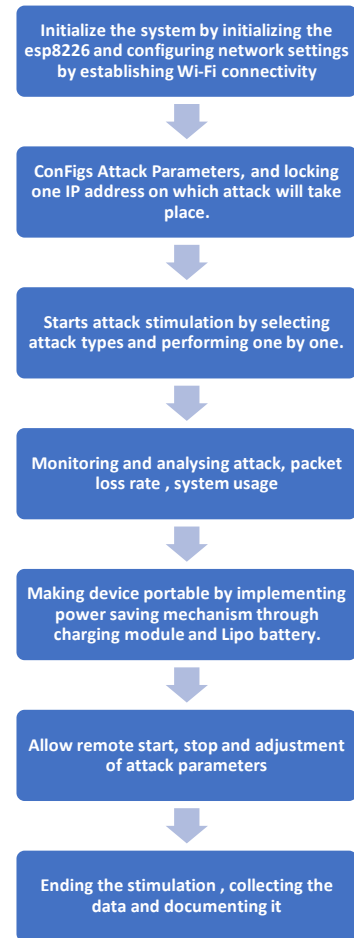 Initialize the system by initializing the
esp8226 and configuring network settings
by establishing Wi-Fi connectivity
ConFigs Attack Parameters, and locking
one IP address on which attack will take
place.
Starts attack stimulation by selecting
attack types and performing one by one.
Monitoring and analysing attack, packet
loss rate , system usage
Making device portable by implementing
power saving mechanism through
charging module and Lipo battery.
Allow remote start, stop and adjustment
of attack parameters
Ending the stimulation , collecting the
data and documenting it